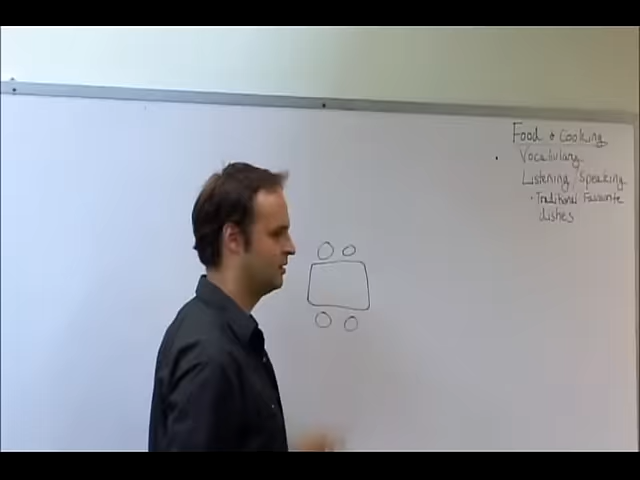 Food & Cooking
Vocabulary
Listening/Speaking
• Traditional Favourite
dishes